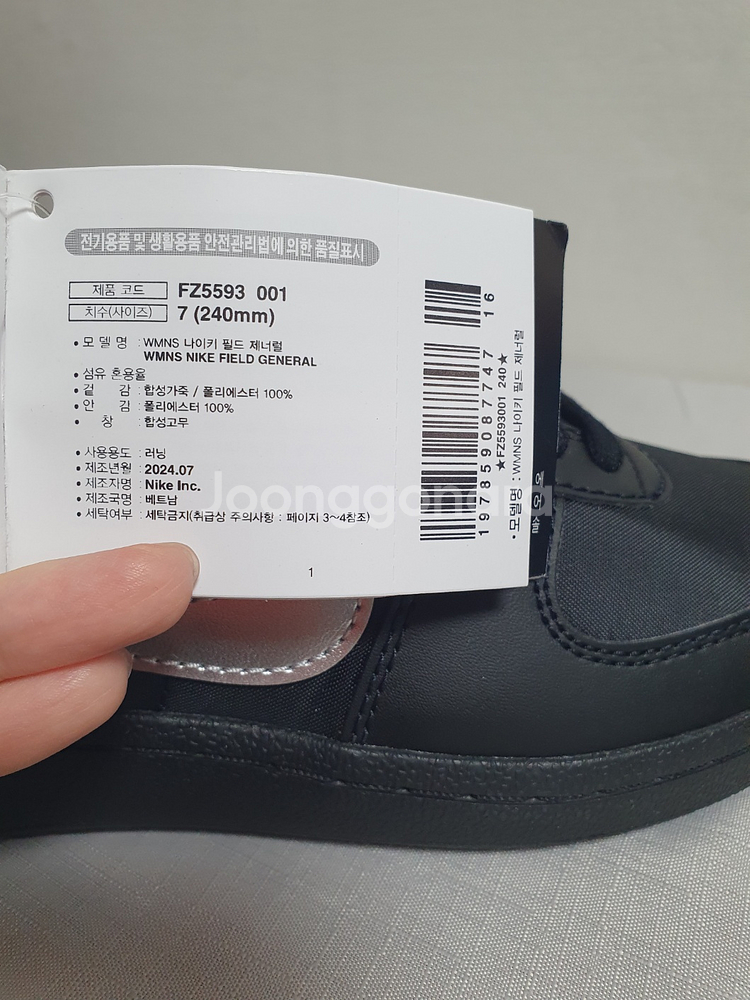 전기용품 및 생활용품 안전관리법에 의한 품질표시
제품 코드 FZ5593 001
치수(사이즈) 7 (240mm)
• 모 델 명 : WMNS 나이키 필드 제너럴
WMNS NIKE FIELD GENERAL
• 섬유 혼용율
• 겉 감 : 합성가죽 / 폴리에스터 100%
• 안 감 : 폴리에스터 100%
• 창 : 합성고무
• 사용용도 : 러닝
• 제조년월 : 2024.07
• 제조자명 : Nike Inc.
• 제조국명 : 베트남
• 세탁여부 : 세탁금지(취급상 주의사항 : 페이지 3~4참조)
1
16
197859087747
★FZ5593001 240★
• 모델명 : WMNS 나이키 필드 제너럴
에어솔
Joonggonara